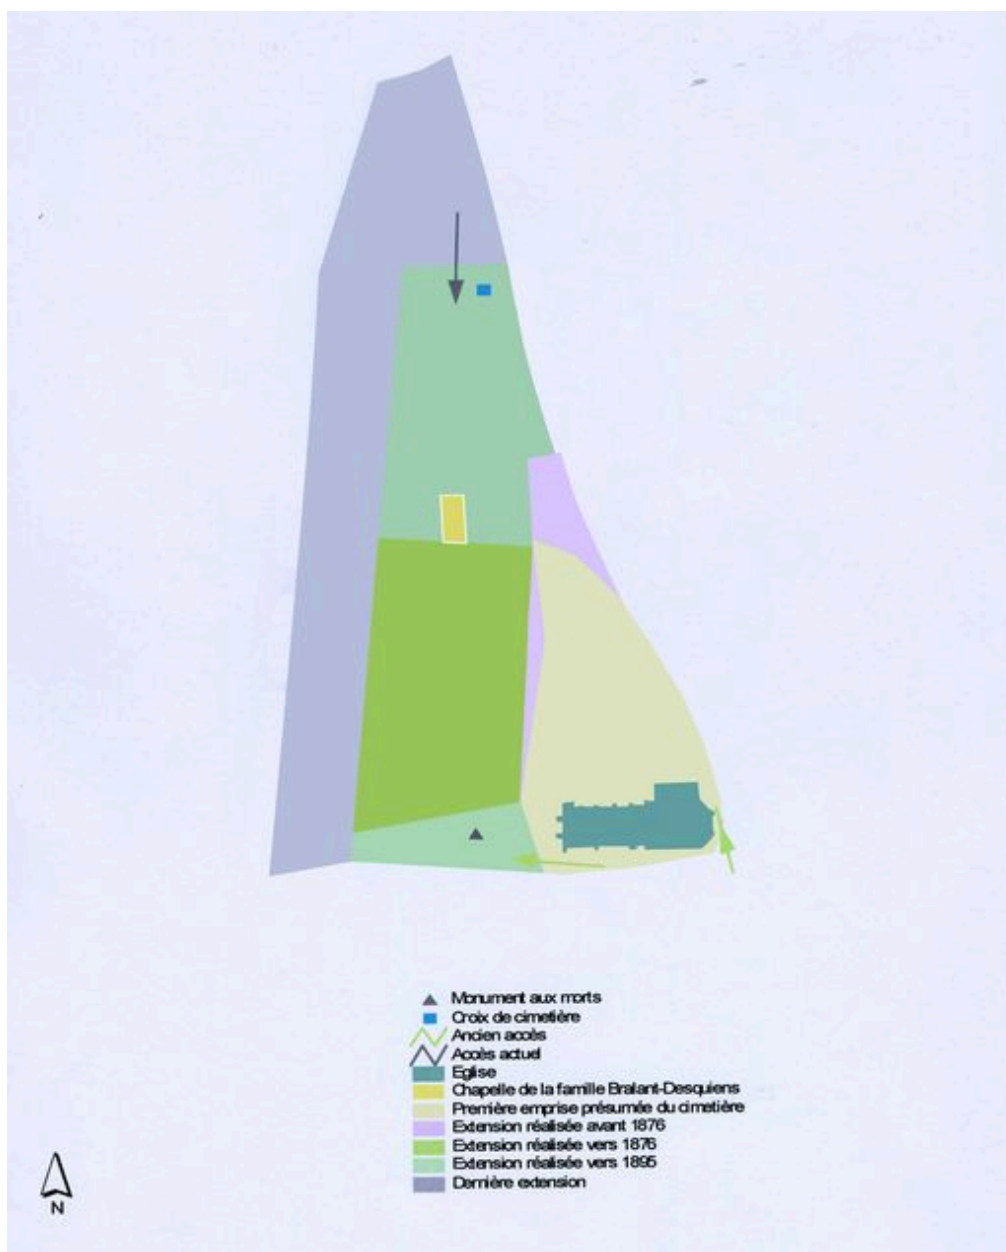 Monument aux morts
Croix de cimetière
Ancien accès
Accès actuel
Eglise
Chapelle de la famille Bralant-Desquiens
Première emprise présumée du cimetière
Extension réalisée avant 1876
Extension réalisée vers 1876
Extension réalisée vers 1895
Dernière extension
N